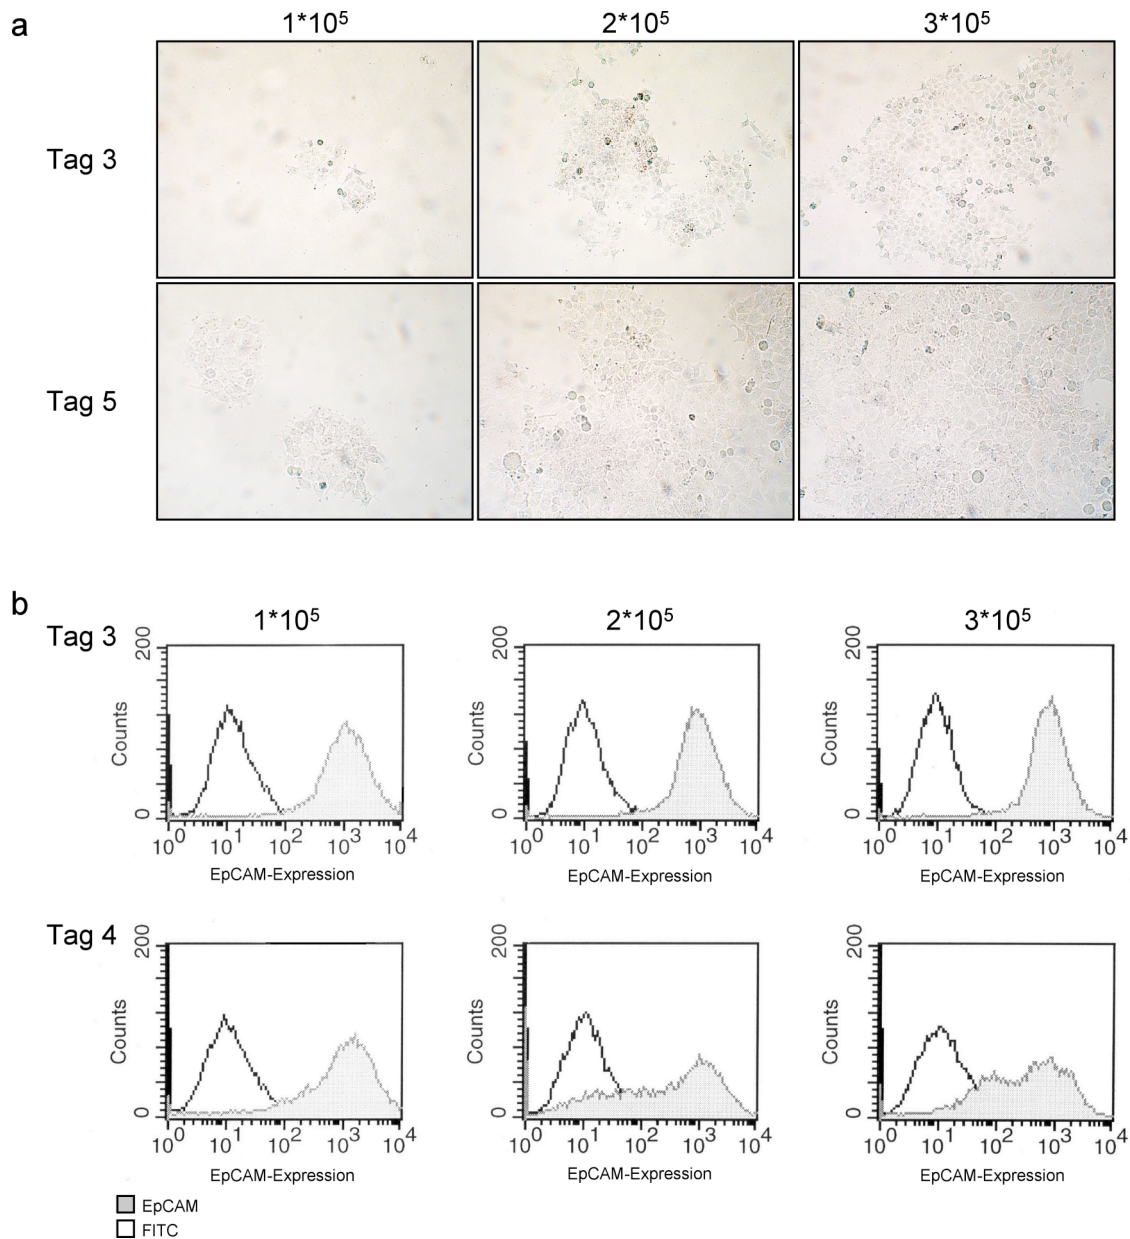 a
1*10⁵ 2*10⁵ 3*10⁵
Tag 3
Tag 5
b
Tag 3
1*10⁵ 2*10⁵ 3*10⁵
200 200 200
Counts Counts Counts
0 0 0
10⁰ 10¹ 10² 10³ 10⁴ 10⁰ 10¹ 10² 10³ 10⁴ 10⁰ 10¹ 10² 10³ 10⁴
EpCAM-Expression EpCAM-Expression EpCAM-Expression
Tag 4
200 200 200
Counts Counts Counts
0 0 0
10⁰ 10¹ 10² 10³ 10⁴ 10⁰ 10¹ 10² 10³ 10⁴ 10⁰ 10¹ 10² 10³ 10⁴
EpCAM-Expression EpCAM-Expression EpCAM-Expression
EpCAM
FITC